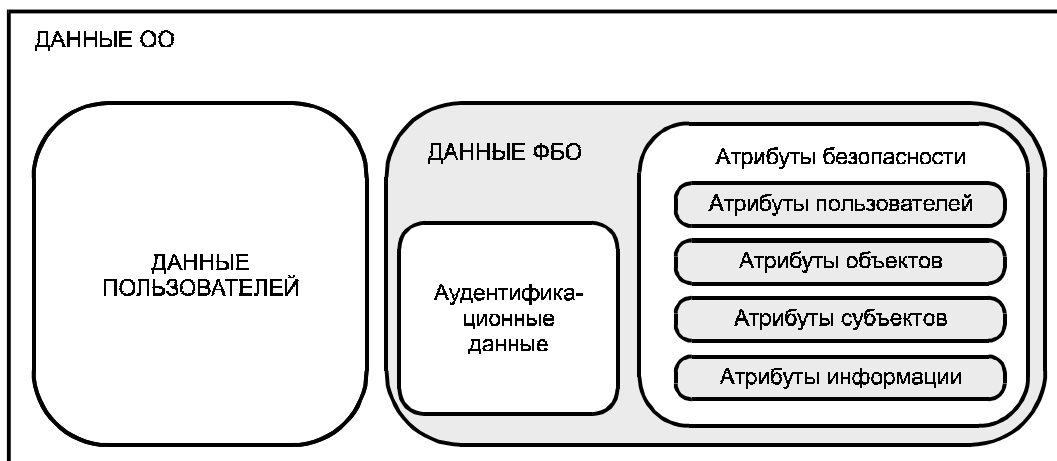 ДАННЫЕ ОО
ДАННЫЕ
ПОЛЬЗОВАТЕЛЕЙ
ДАННЫЕ ФБО
Аудентифика-
ционные
данные
Атрибуты безопасности
Атрибуты пользователей
Атрибуты объектов
Атрибуты субъектов
Атрибуты информации